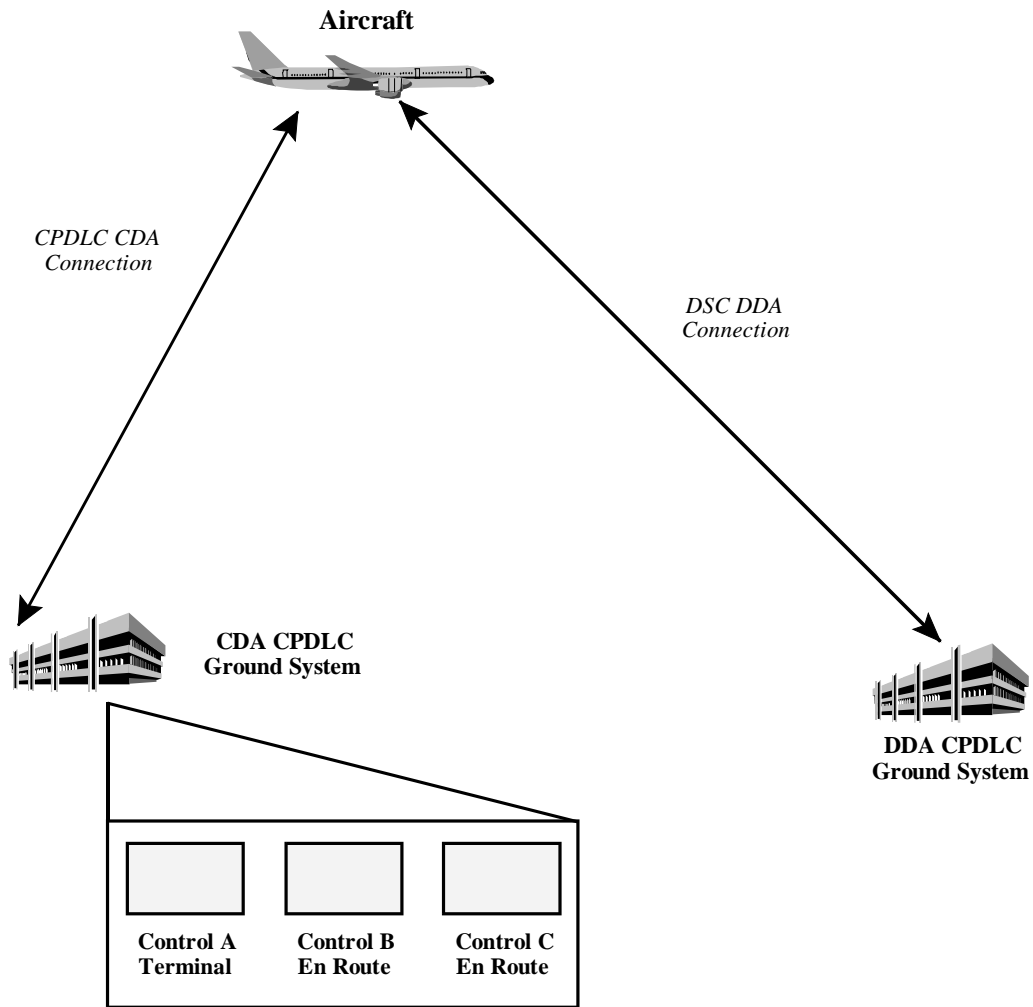 Aircraft
CPDLC CDA
Connection
DSC DDA
Connection
CDA CPDLC
Ground System
DDA CPDLC
Ground System
Control A
Terminal
Control B
En Route
Control C
En Route